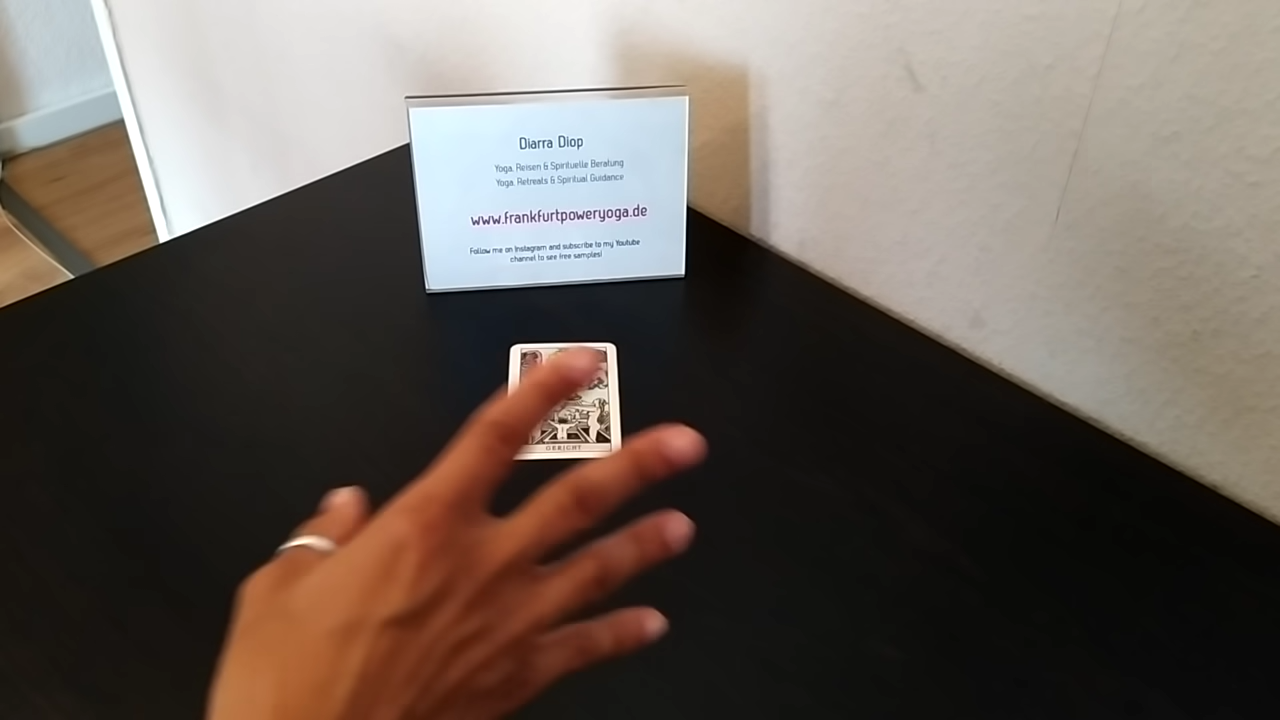 Diarra Diop
Yoga, Reisen & Spirituelle Beratung
Yoga, Retreats & Spiritual Guidance
www.frankfurtpoweryoga.de
Follow me on Instagram and subscribe to my Youtube
channel to see free samples!
GERICHT